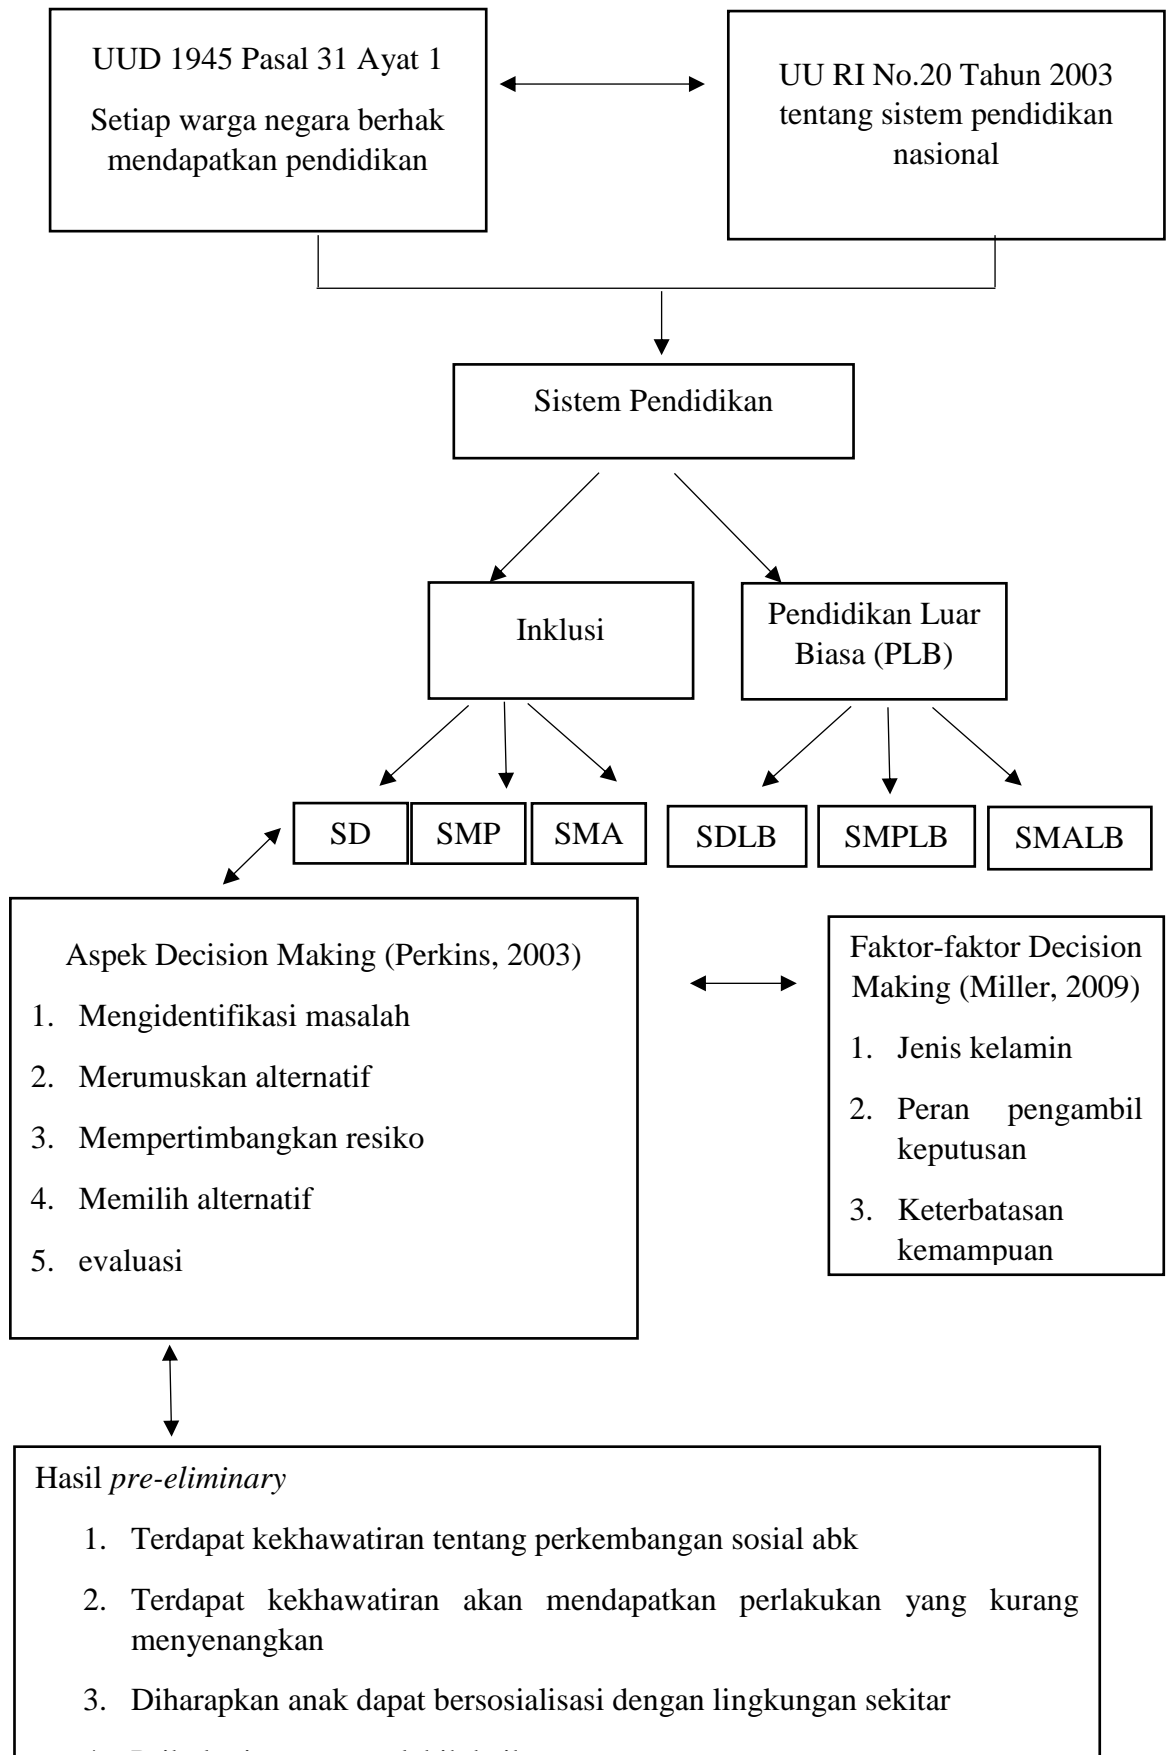 UUD 1945 Pasal 31 Ayat 1
Setiap warga negara berhak
mendapatkan pendidikan
UU RI No.20 Tahun 2003
tentang sistem pendidikan
nasional
Sistem Pendidikan
Inklusi
Pendidikan Luar
Biasa (PLB)
SD
SMP
SMA
SDLB
SMPLB
SMALB
Aspek Decision Making (Perkins, 2003)
1. Mengidentifikasi masalah
2. Merumuskan alternatif
3. Mempertimbangkan resiko
4. Memilih alternatif
5. evaluasi
Faktor-faktor Decision
Making (Miller, 2009)
1. Jenis kelamin
2. Peran pengambil
keputusan
3. Keterbatasan
kemampuan
Hasil pre-eliminary
1. Terdapat kekhawatiran tentang perkembangan sosial abk
2. Terdapat kekhawatiran akan mendapatkan perlakukan yang kurang
menyenangkan
3. Diharapkan anak dapat bersosialisasi dengan lingkungan sekitar